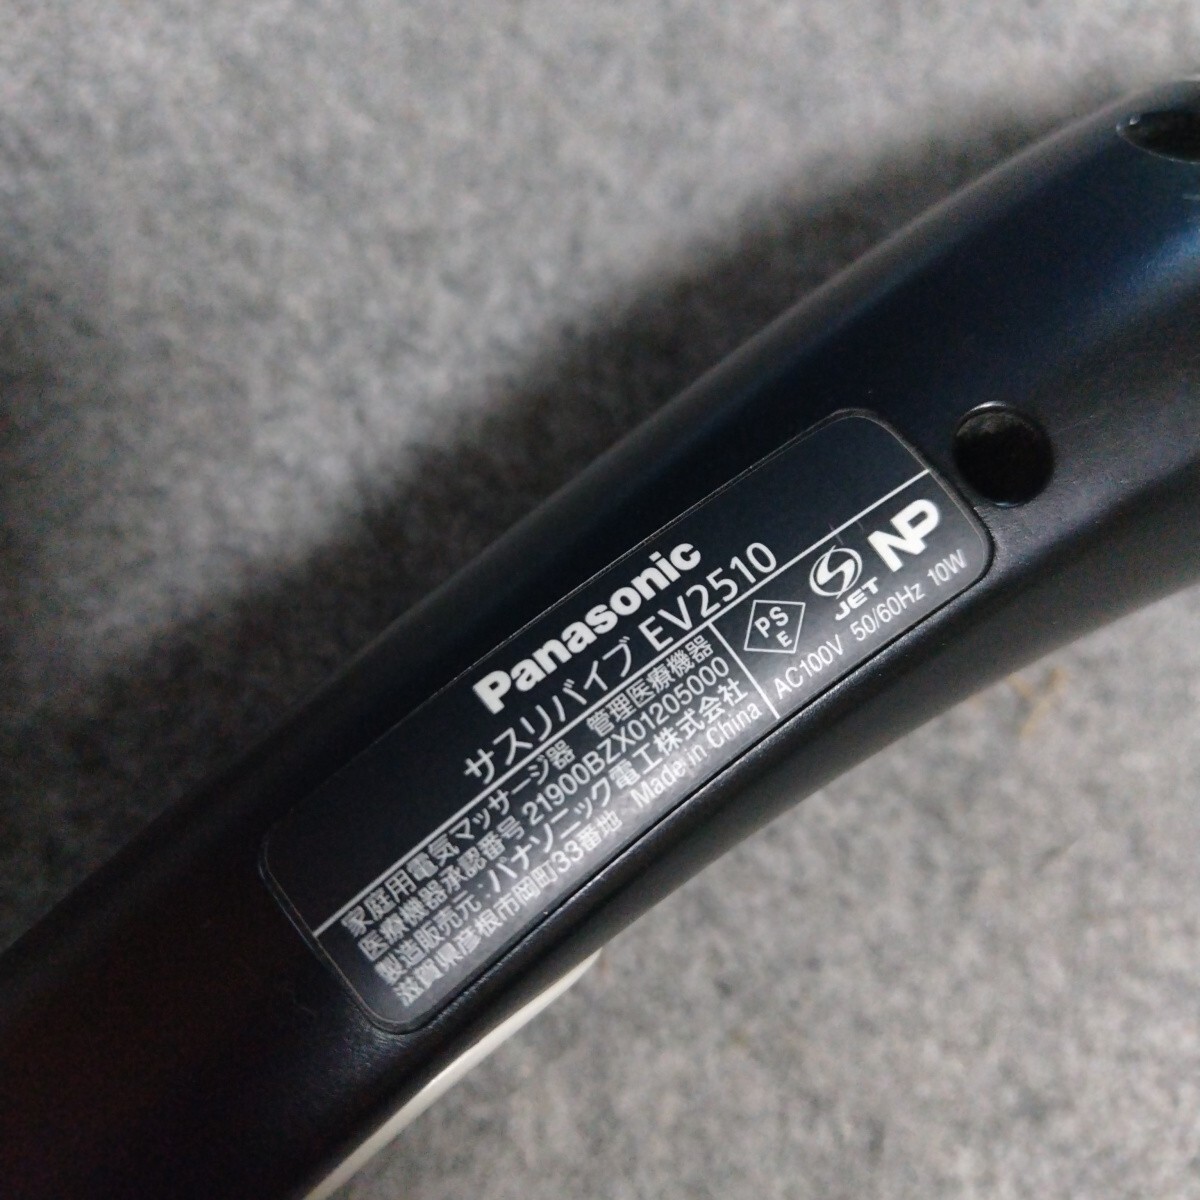 Panasonic
サスリバイブ EV2510
家庭用電気マッサージ器 管理医療機器
医療機器承認番号 21900BZX01205000
製造販売元:パナソニック電工株式会社
滋賀県彦根市岡町33番地 Made in China
PS
E
JET
NP
AC100V 50/60Hz 10W